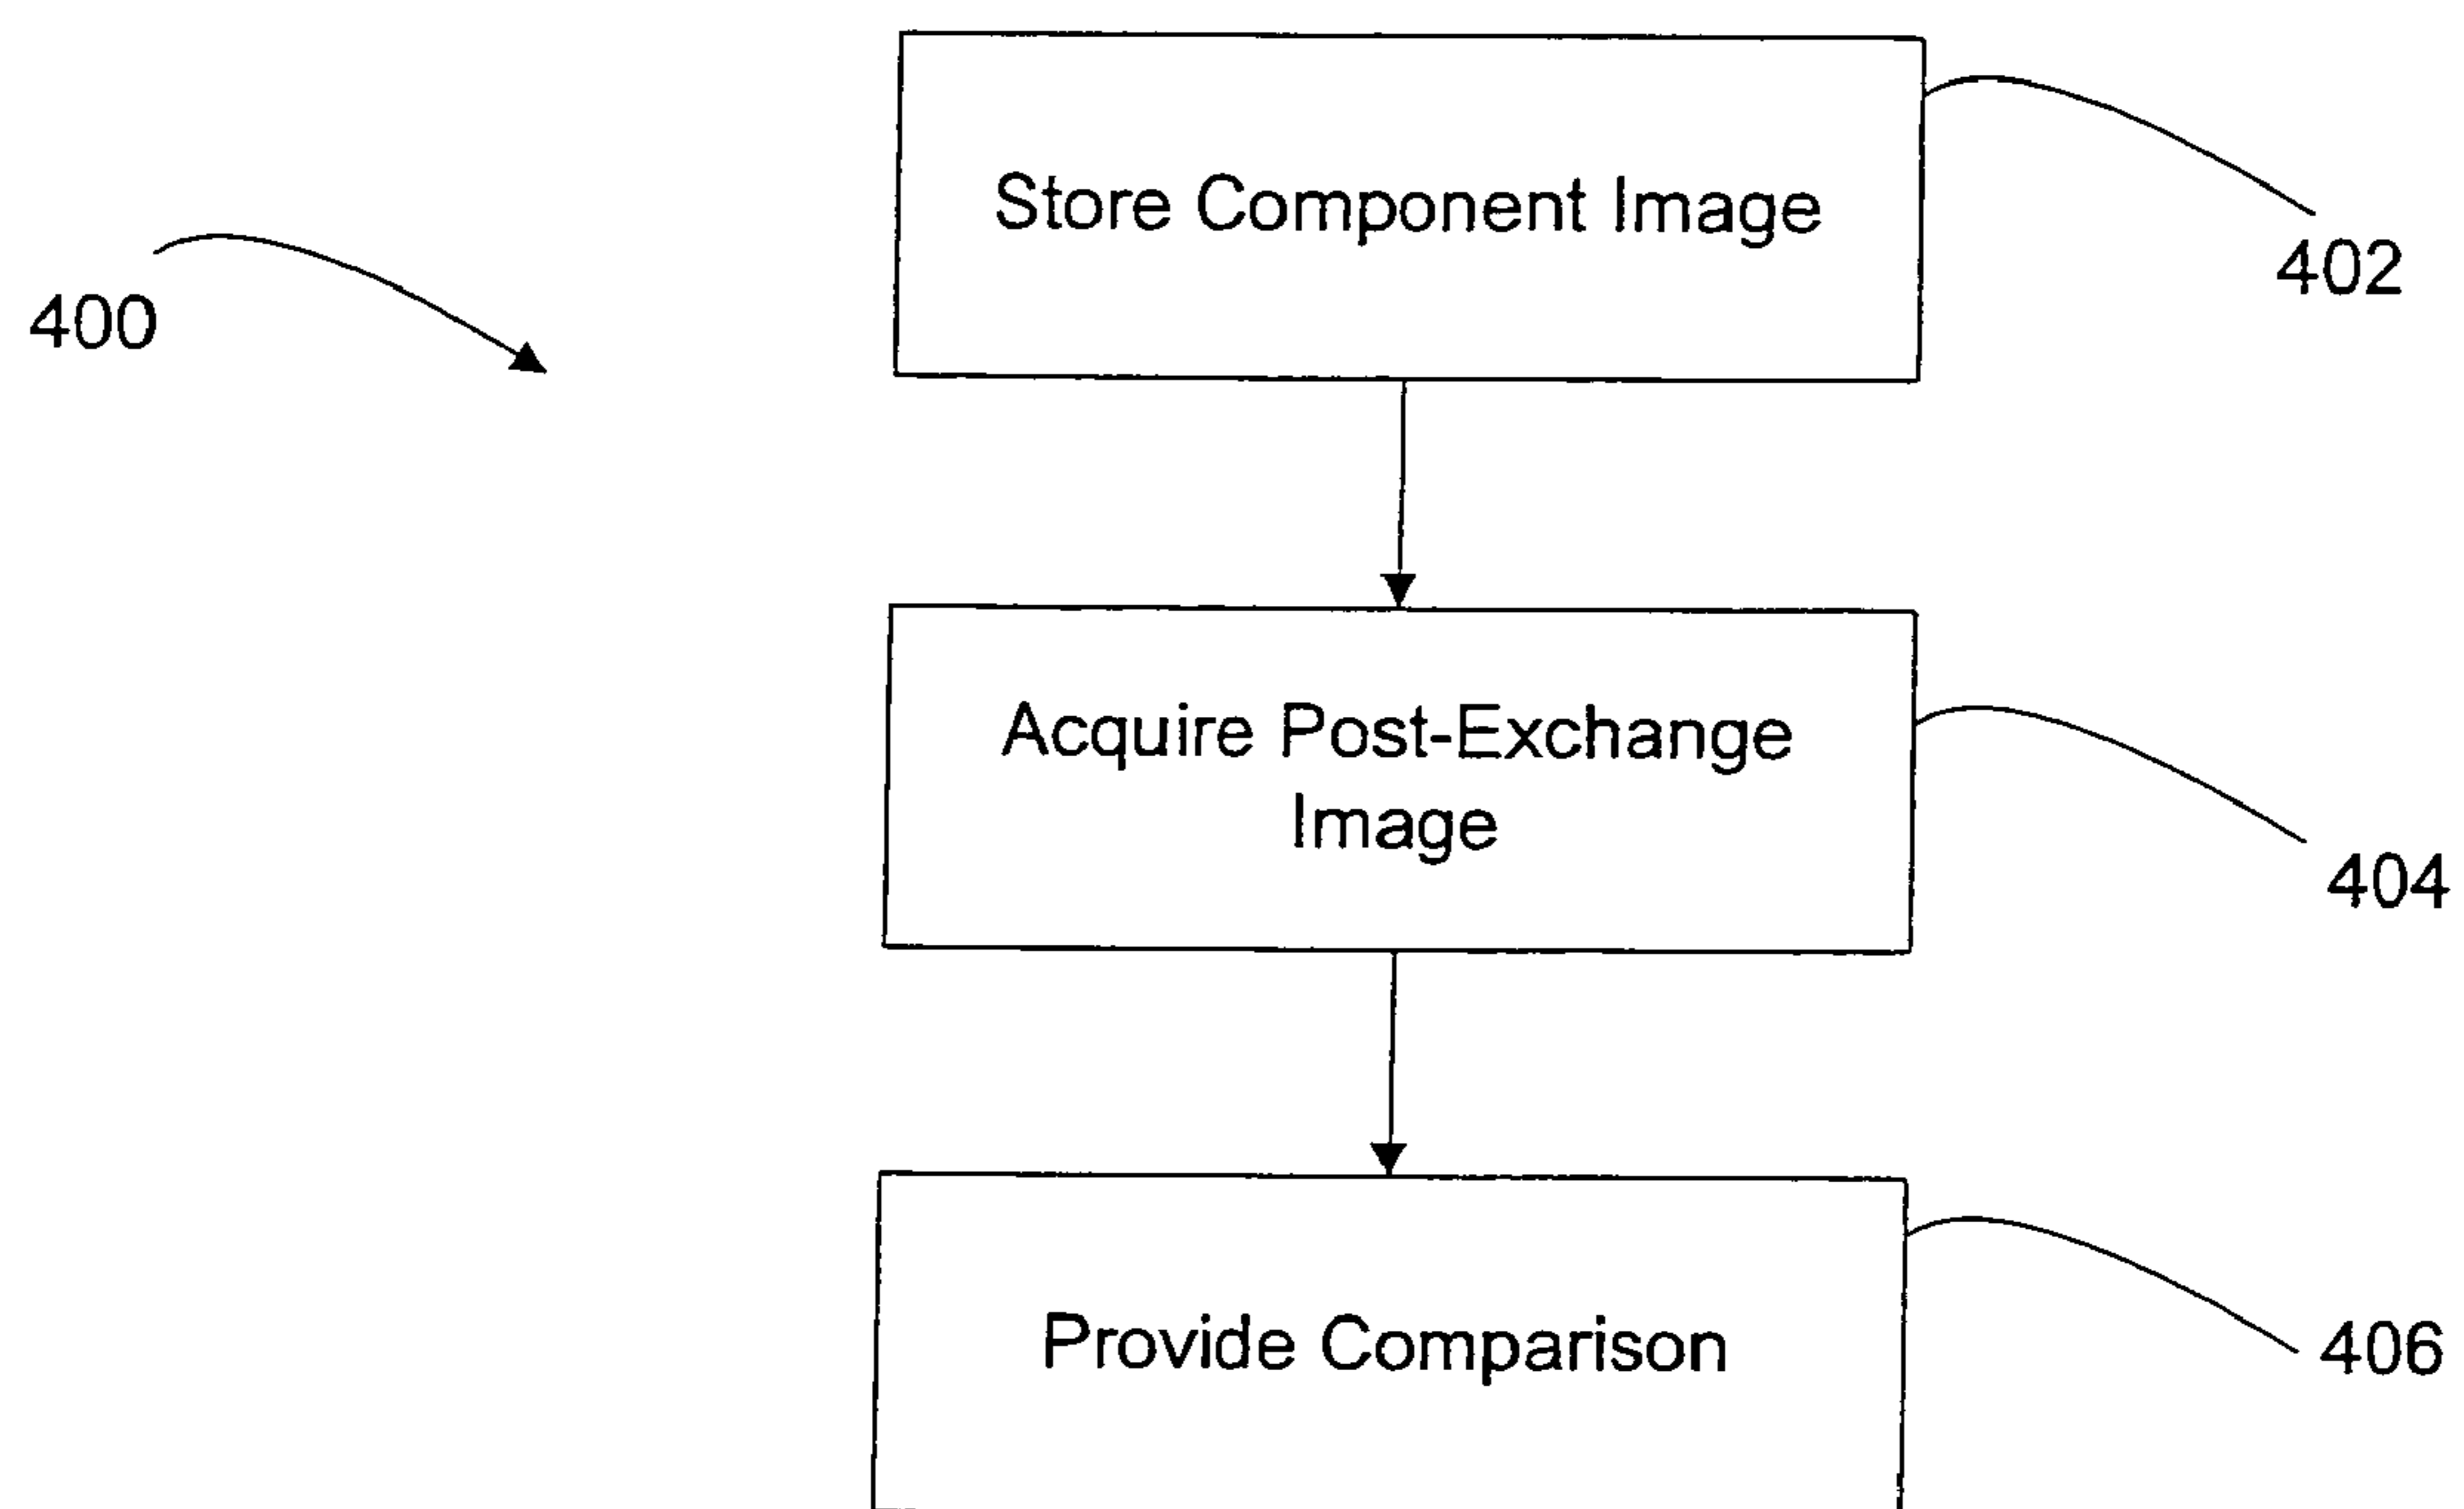 Store Component Image
402
400
Acquire Post-Exchange
Image
404
Provide Comparison
406